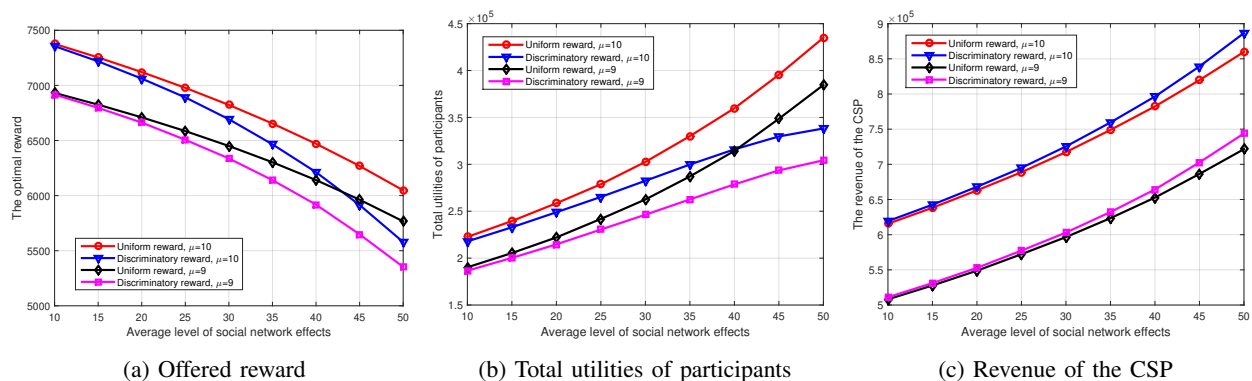 7500
7000
6500
6000
5500
5000
The optimal reward
Uniform reward, μ=10
Discriminatory reward, μ=10
Uniform reward, μ=9
Discriminatory reward, μ=9
10 15 20 25 30 35 40 45 50
Average level of social network effects
(a) Offered reward
× 10^5
4.5
4
3.5
3
2.5
2
1.5
Total utilities of participants
Uniform reward, μ=10
Discriminatory reward, μ=10
Uniform reward, μ=9
Discriminatory reward, μ=9
10 15 20 25 30 35 40 45 50
Average level of social network effects
(b) Total utilities of participants
× 10^5
9
8.5
8
7.5
7
6.5
6
5.5
5
The revenue of the CSP
Uniform reward, μ=10
Discriminatory reward, μ=10
Uniform reward, μ=9
Discriminatory reward, μ=9
10 15 20 25 30 35 40 45 50
Average level of social network effects
(c) Revenue of the CSP